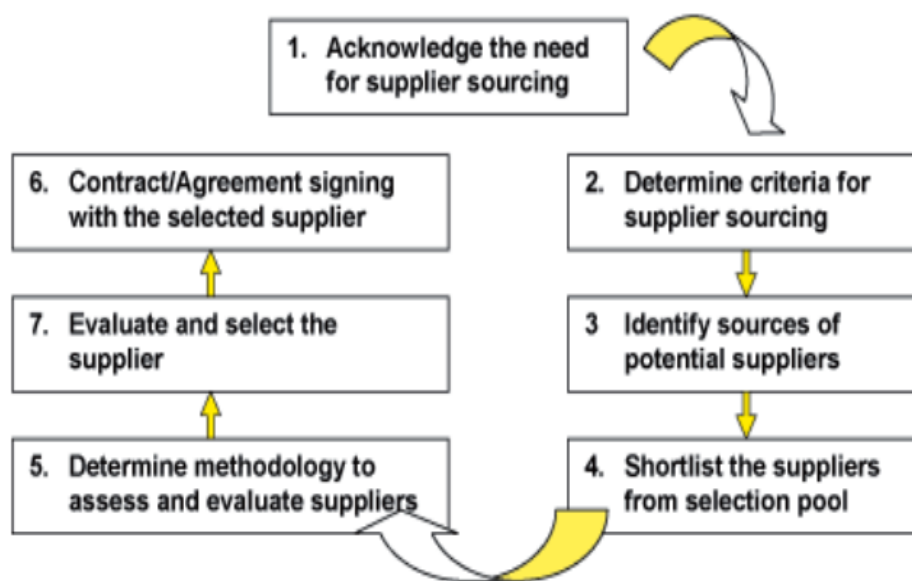 1. Acknowledge the need
for supplier sourcing
6. Contract/Agreement signing
with the selected supplier
2. Determine criteria for
supplier sourcing
7. Evaluate and select the
supplier
3 Identify sources of
potential suppliers
5. Determine methodology to
assess and evaluate suppliers
4. Shortlist the suppliers
from selection pool